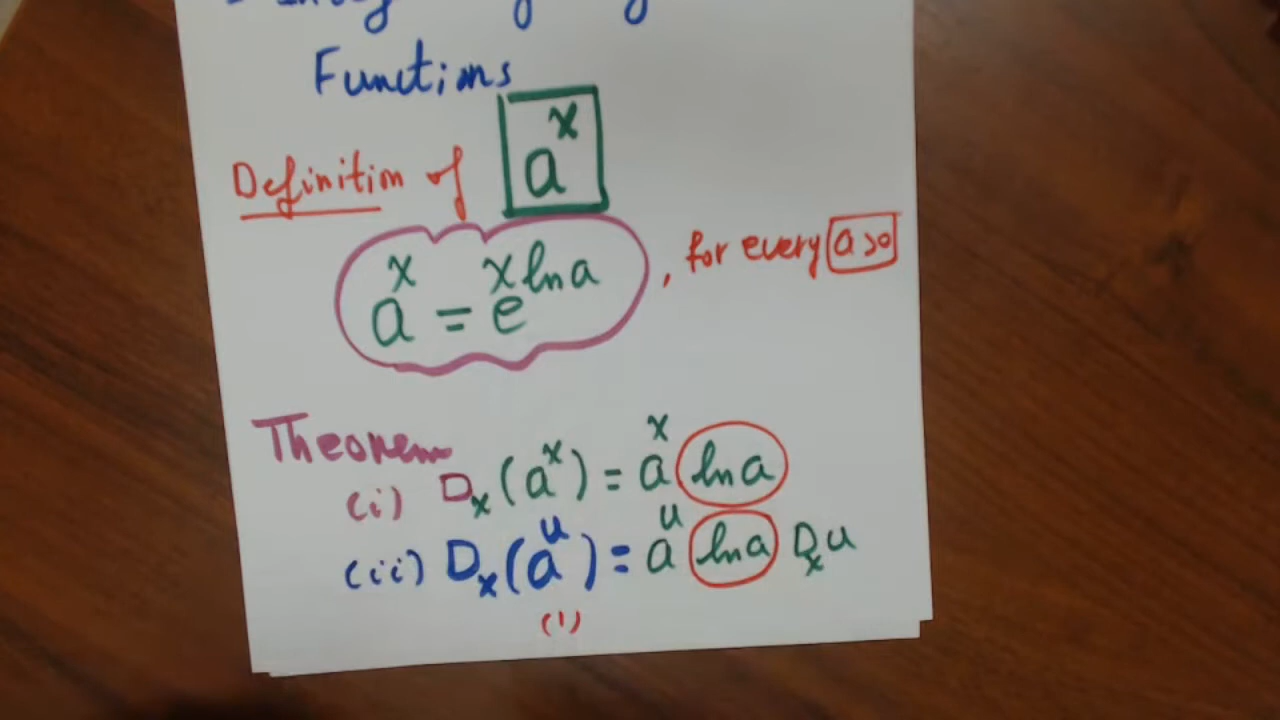 Functions
Definition of a^x
a^x = e^{x ln a} , for every a>0
Theorem
(i) D_x (a^x) = a^x ln a
(ii) D_x (a^u) = a^u ln a D_x u
(1)